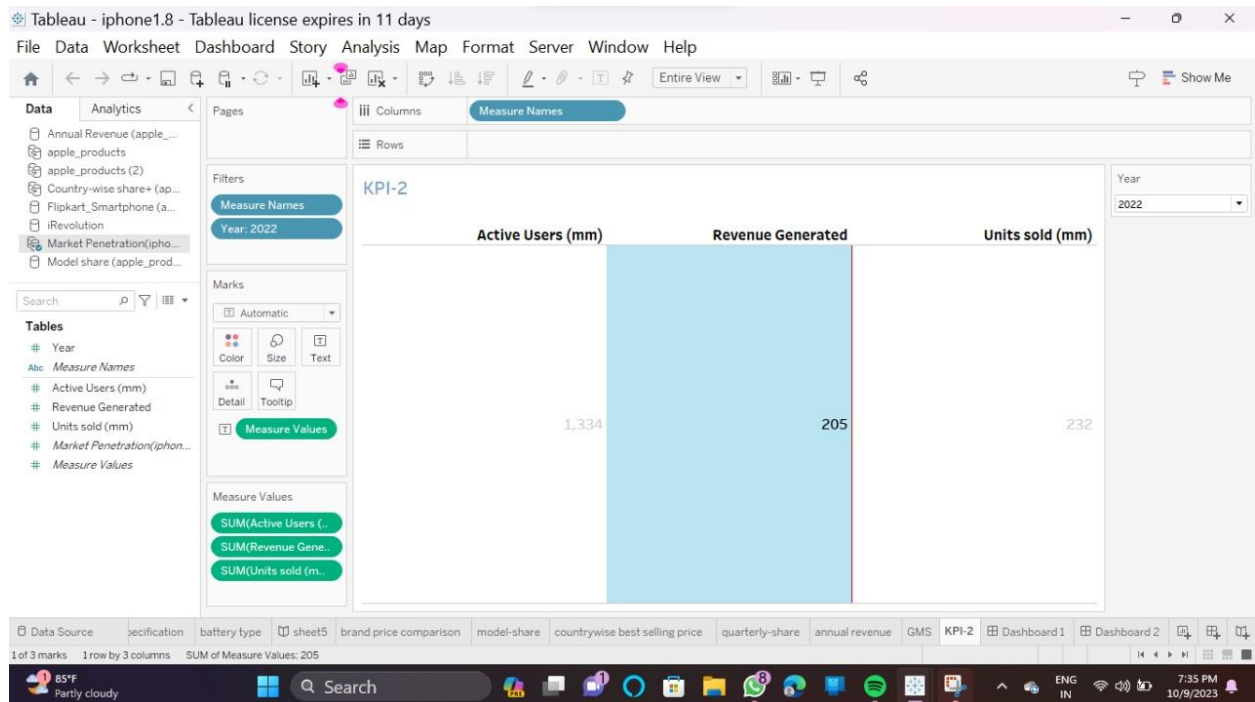 Tableau - iphone1.8 - Tableau license expires in 11 days
File Data Worksheet Dashboard Story Analysis Map Format Server Window Help
Entire View
Show Me
Data Analytics
Annual Revenue (apple_...
apple_products
apple_products (2)
Country-wise share+ (ap...
Flipkart_Smartphone (a...
iRevolution
Market Penetration(ipho...
Model share (apple_prod...
Search
Tables
# Year
Abc Measure Names
# Active Users (mm)
# Revenue Generated
# Units sold (mm)
# Market Penetration(iphon...
# Measure Values
Pages
Filters
Measure Names
Year: 2022
Marks
T Automatic
Color Size Text
Detail Tooltip
T Measure Values
Measure Values
SUM(Active Users (..
SUM(Revenue Gene..
SUM(Units sold (m..
iii Columns Measure Names
Rows
KPI-2
Active Users (mm) Revenue Generated Units sold (mm)
1,334 205 232
Year
2022
Data Source pecification battery type sheet5 brand price comparison model-share countrywise best selling price quarterly-share annual revenue GMS KPI-2 Dashboard 1 Dashboard 2
1 of 3 marks 1 row by 3 columns SUM of Measure Values: 205
1
85°F
Partly cloudy
Search
PRE
8
ENG
IN
7:35 PM
10/9/2023